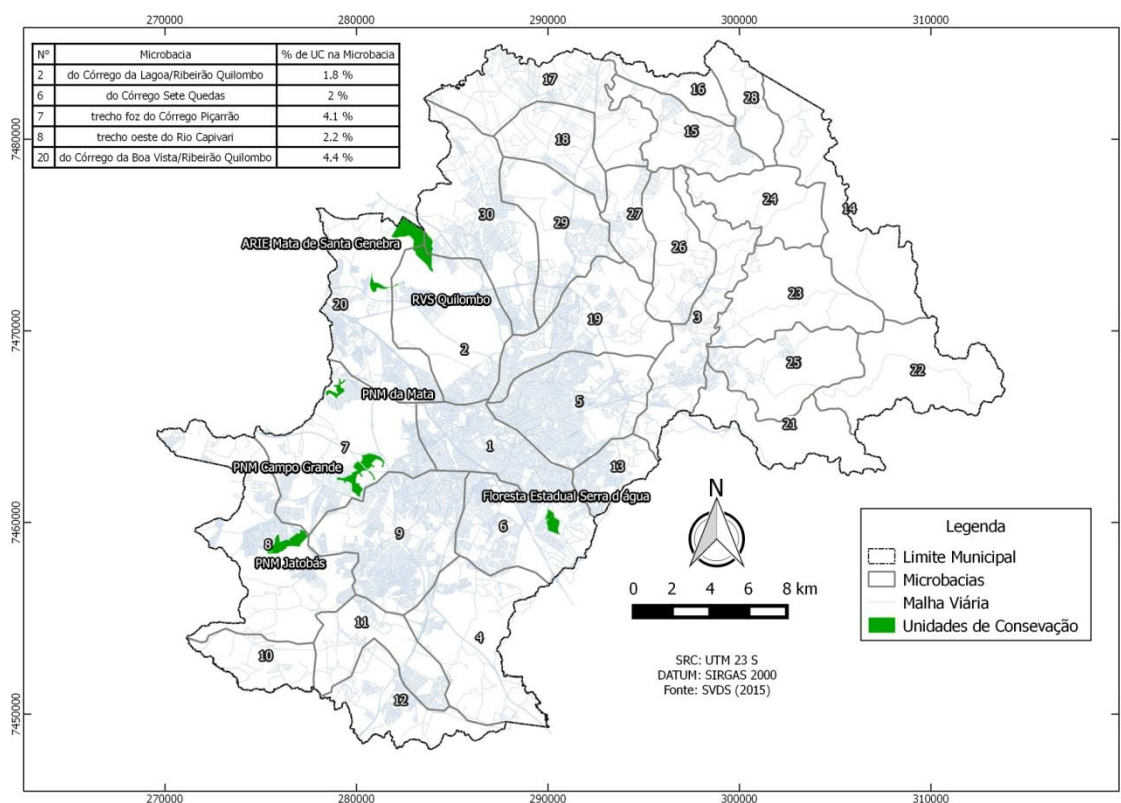 270000 280000 290000 300000 310000
Nº Microbacia % de UC na Microbacia
2 do Córrego da Lagoa/Ribeirão Quilombo 1.8 %
6 do Córrego Sete Quedas 2 %
7 trecho foz do Córrego Piçarrão 4.1 %
8 trecho oeste do Rio Capivari 2.2 %
20 do Córrego da Boa Vista/Ribeirão Quilombo 4.4 %
7480000
7470000
7460000
7450000
17
16
28
15
18
24
14
30
29
27
26
ARIE Mata de Santa Genebra
23
20
RVS Quilombo
19
3
2
25
22
PNM da Mata
5
21
7
1
13
PNM Campo Grande
Floresta Estadual Serra d'água
6
9
8
PNM Jatobás
11
4
10
12
N
0 2 4 6 8 km
SRC: UTM 23 S
DATUM: SIRGAS 2000
Fonte: SVDS (2015)
Legenda
Limite Municipal
Microbacias
Malha Viária
Unidades de Consevação
7480000
7470000
7460000
7450000
270000 280000 290000 300000 310000